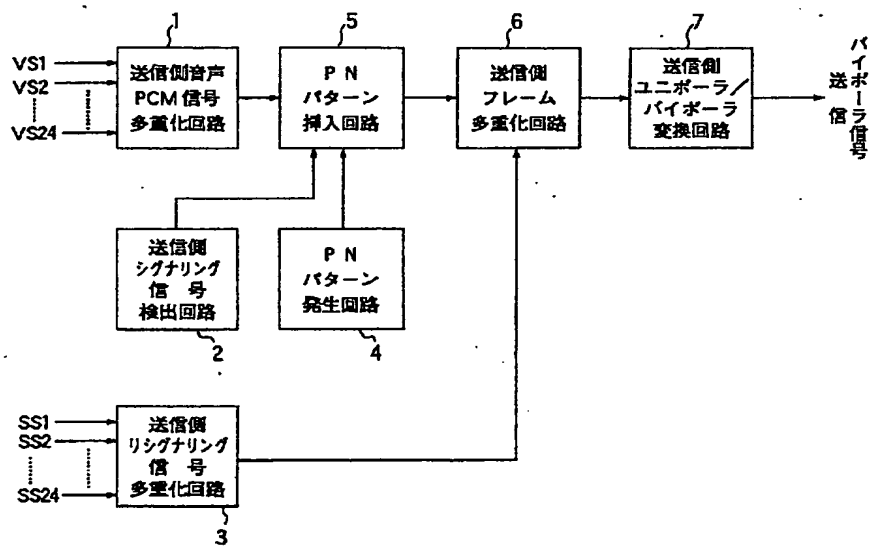 1
送信側音声
PCM信号
多重化回路
VS1
VS2
VS24
5
PN
パターン
挿入回路
6
送信側
フレーム
多重化回路
7
送信側
ユニポーラ/
バイポーラ
変換回路
バイポーラ信号
送信
送信側
シグナリング
信号
検出回路
2
PN
パターン
発生回路
4
SS1
SS2
SS24
送信側
リシグナリング
信号
多重化回路
3